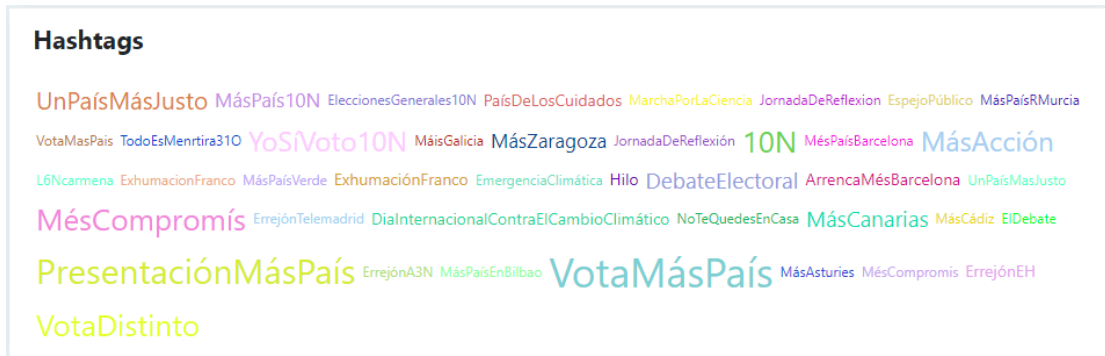 Hashtags
UnPaísMásJusto MásPaís10N EleccionesGenerales10N PaísDeLosCuidados MarchaPorLaCiencia JornadaDeReflexion EspejoPúblico MásPaísRMurcia
VotaMasPais TodoEsMenrtira31O YoSíVoto10N MáisGalicia MásZaragoza JornadaDeReflexión 10N MésPaísBarcelona MásAcción
L6Ncarmena ExhumacionFranco MásPaísVerde ExhumaciónFranco EmergenciaClimática Hilo DebateElectoral ArrencaMésBarcelona UnPaísMasJusto
MésCompromís ErrejónTelemadrid DiaInternacionalContraElCambioClimático NoTeQuedesEnCasa MásCanarias MásCádiz ElDebate
PresentaciónMásPaís ErrejónA3N MásPaísEnBilbao VotaMásPaís MásAsturies MésCompromis ErrejónEH
VotaDistinto